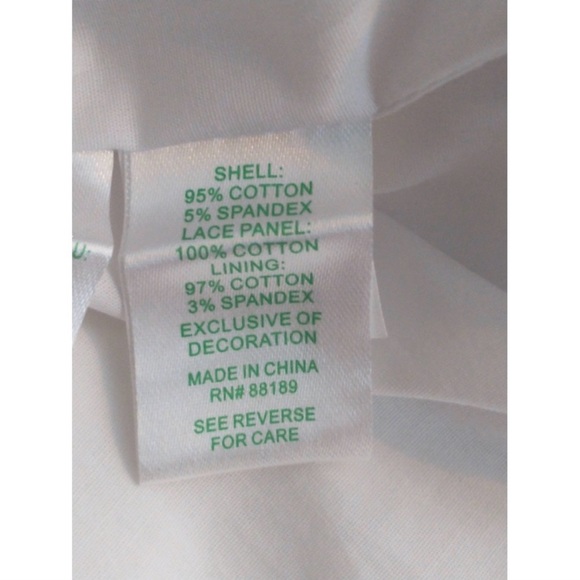 SHELL:
95% COTTON
5% SPANDEX
LACE PANEL:
100% COTTON
LINING:
97% COTTON
3% SPANDEX
EXCLUSIVE OF
DECORATION
MADE IN CHINA
RN# 88189
SEE REVERSE
FOR CARE
U: